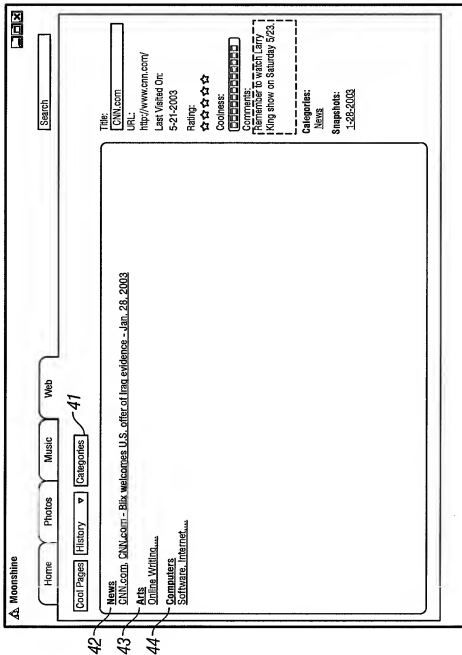 Moonshine
Home Photos Music Web
Search
Cool Pages History Categories 41
42 News
CNN.com, CNN.com - Blix welcomes U.S. offer of Iraq evidence - Jan. 28, 2003
43 Arts
Online Writing....
44 Computers
Software, Internet....
Title:
CNN.com
URL:
http://www.cnn.com/
Last Visited On:
5-21-2003
Rating:
☆☆☆☆☆
Coolness:
Comments:
Remember to watch Larry
King show on Saturday 5/23.
Categories:
News
Snapshots:
1-28-2003